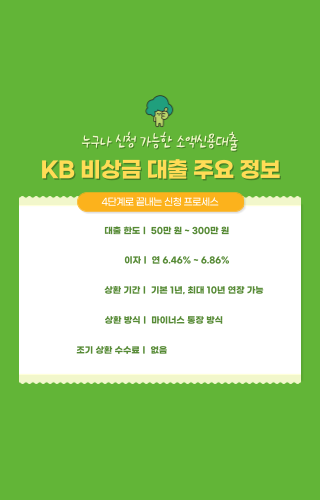 누구나 신청 가능한 소액신용대출
KB 비상금 대출 주요 정보
4단계로 끝내는 신청 프로세스
대출 한도 | 50만 원 ~ 300만 원
이자 | 연 6.46% ~ 6.86%
상환 기간 | 기본 1년, 최대 10년 연장 가능
상환 방식 | 마이너스 통장 방식
조기 상환 수수료 | 없음